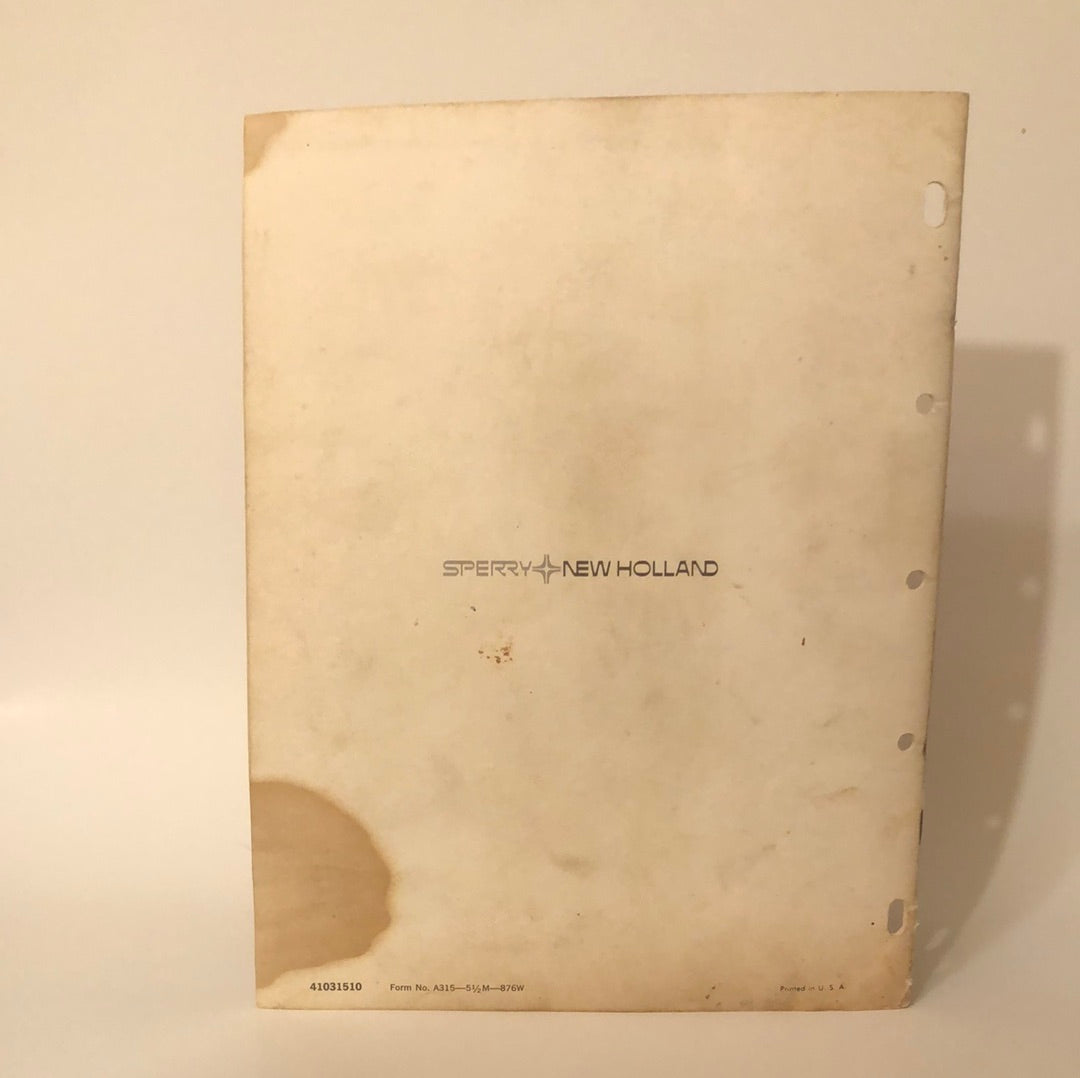 SPERRY NEW HOLLAND
41031510 Form No. A315—5½M—876W Printed in U. S. A